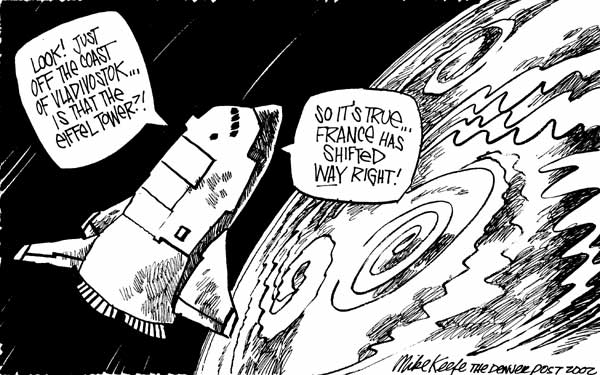 LOOK! JUST
OFF THE COAST
OF VLADIVOSTOK...
IS THAT THE
EIFFEL TOWER?!
SO IT'S TRUE...
FRANCE HAS
SHIFTED
WAY RIGHT!
MIKE KEEFE THE DENVER POST 2002